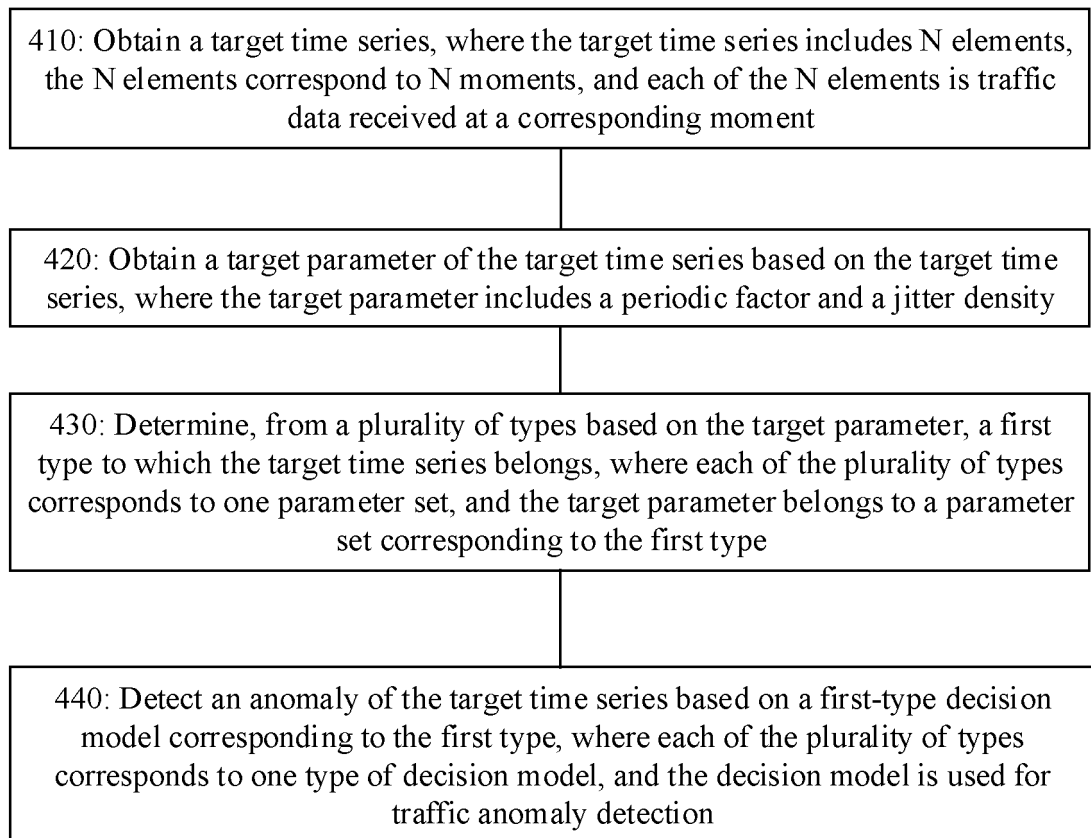 410: Obtain a target time series, where the target time series includes N elements,
the N elements correspond to N moments, and each of the N elements is traffic
data received at a corresponding moment
420: Obtain a target parameter of the target time series based on the target time
series, where the target parameter includes a periodic factor and a jitter density
430: Determine, from a plurality of types based on the target parameter, a first
type to which the target time series belongs, where each of the plurality of types
corresponds to one parameter set, and the target parameter belongs to a parameter
set corresponding to the first type
440: Detect an anomaly of the target time series based on a first-type decision
model corresponding to the first type, where each of the plurality of types
corresponds to one type of decision model, and the decision model is used for
traffic anomaly detection